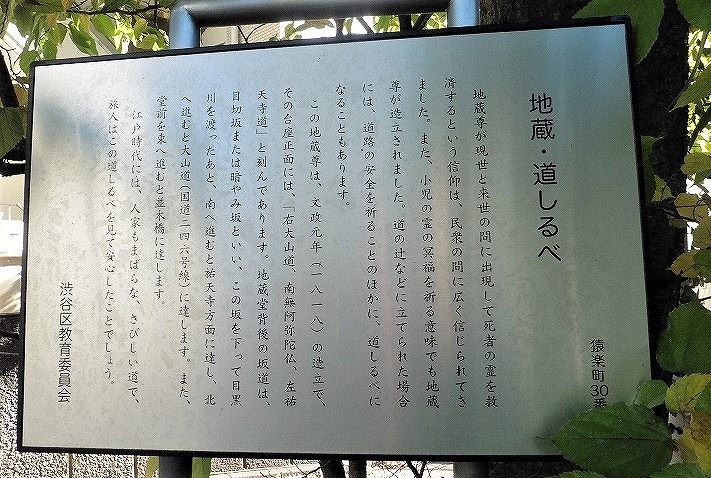 猿楽町30番
地蔵・道しるべ
地蔵尊が現世と来世の間に出現して死者の霊を救
済するという信仰は、民衆の間に広く信じられてき
ました。また、小児の霊の冥福を祈る意味でも地蔵
尊が造立されました。道の辻などに立てられた場合
には、道路の安全を祈ることのほかに、道しるべに
なることもあります。
この地蔵尊は、文政元年(一八一八)の造立で、
その台座正面には、「右大山道、南無阿弥陀仏、左祐
天寺道」と刻んであります。地蔵堂背後の坂道は、
目切坂または暗やみ坂といい、この坂を下って目黒
川を渡ったあと、南へ進むと祐天寺方面に達し、北
へ進むと大山道(国道二四六号線)に達します。また、
堂前を東へ進むと並木橋に達します。
江戸時代には、人家もまばらな、さびしい道で、
旅人はこの道しるべを見て安心したことでしょう。
渋谷区教育委員会